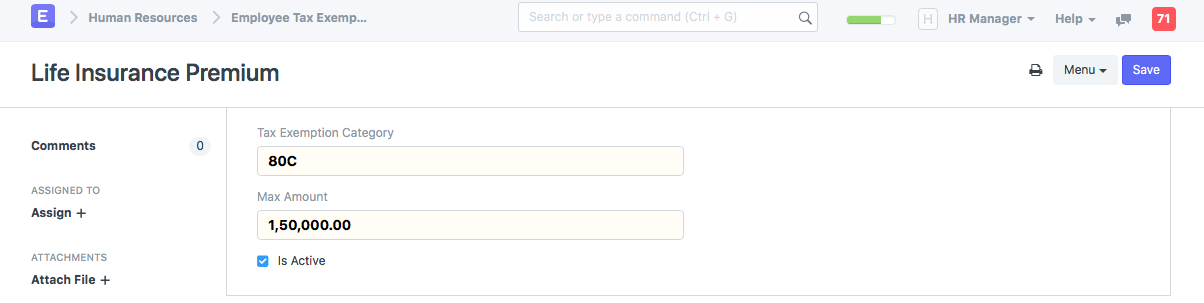 E Human Resources Employee Tax Exemp... Search or type a command (Ctrl + G) H HR Manager Help 71
Life Insurance Premium Menu Save
Comments 0
ASSIGNED TO
Assign +
ATTACHMENTS
Attach File +
Tax Exemption Category
80C
Max Amount
1,50,000.00
Is Active